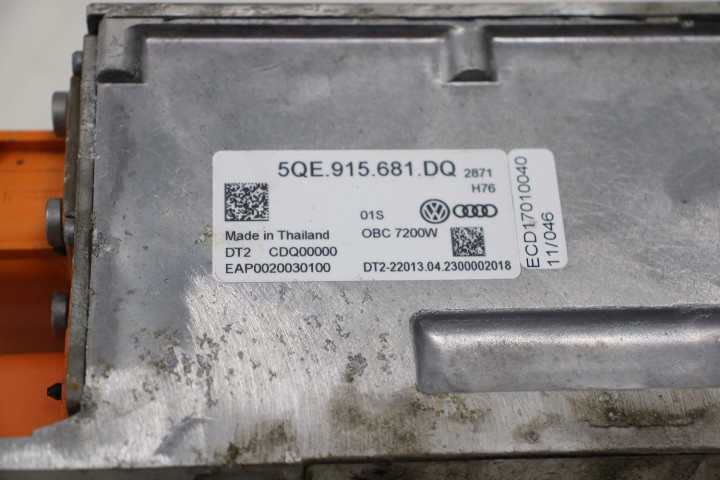 5QE.915.681.DQ 2871
H76
01S
Made in Thailand OBC 7200W
DT2 CDQ00000
EAP0020030100 DT2-22013.04.2300002018
ECD17010040
11/046